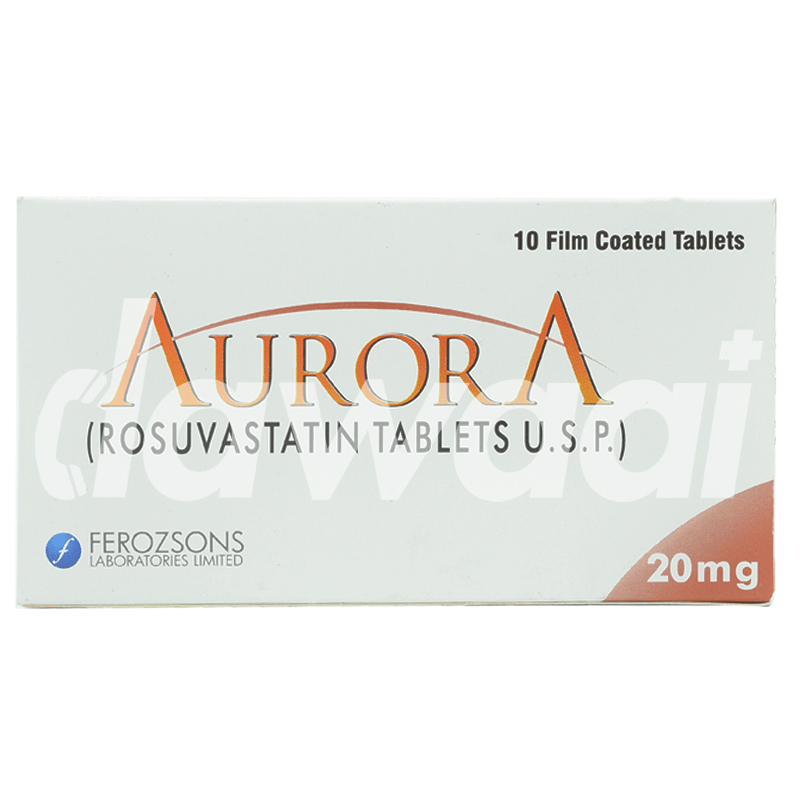 10 Film Coated Tablets
AURORA
dawaai
(ROSUVASTATIN TABLETS U.S.P.)
f FEROZSONS
LABORATORIES LIMITED
20mg